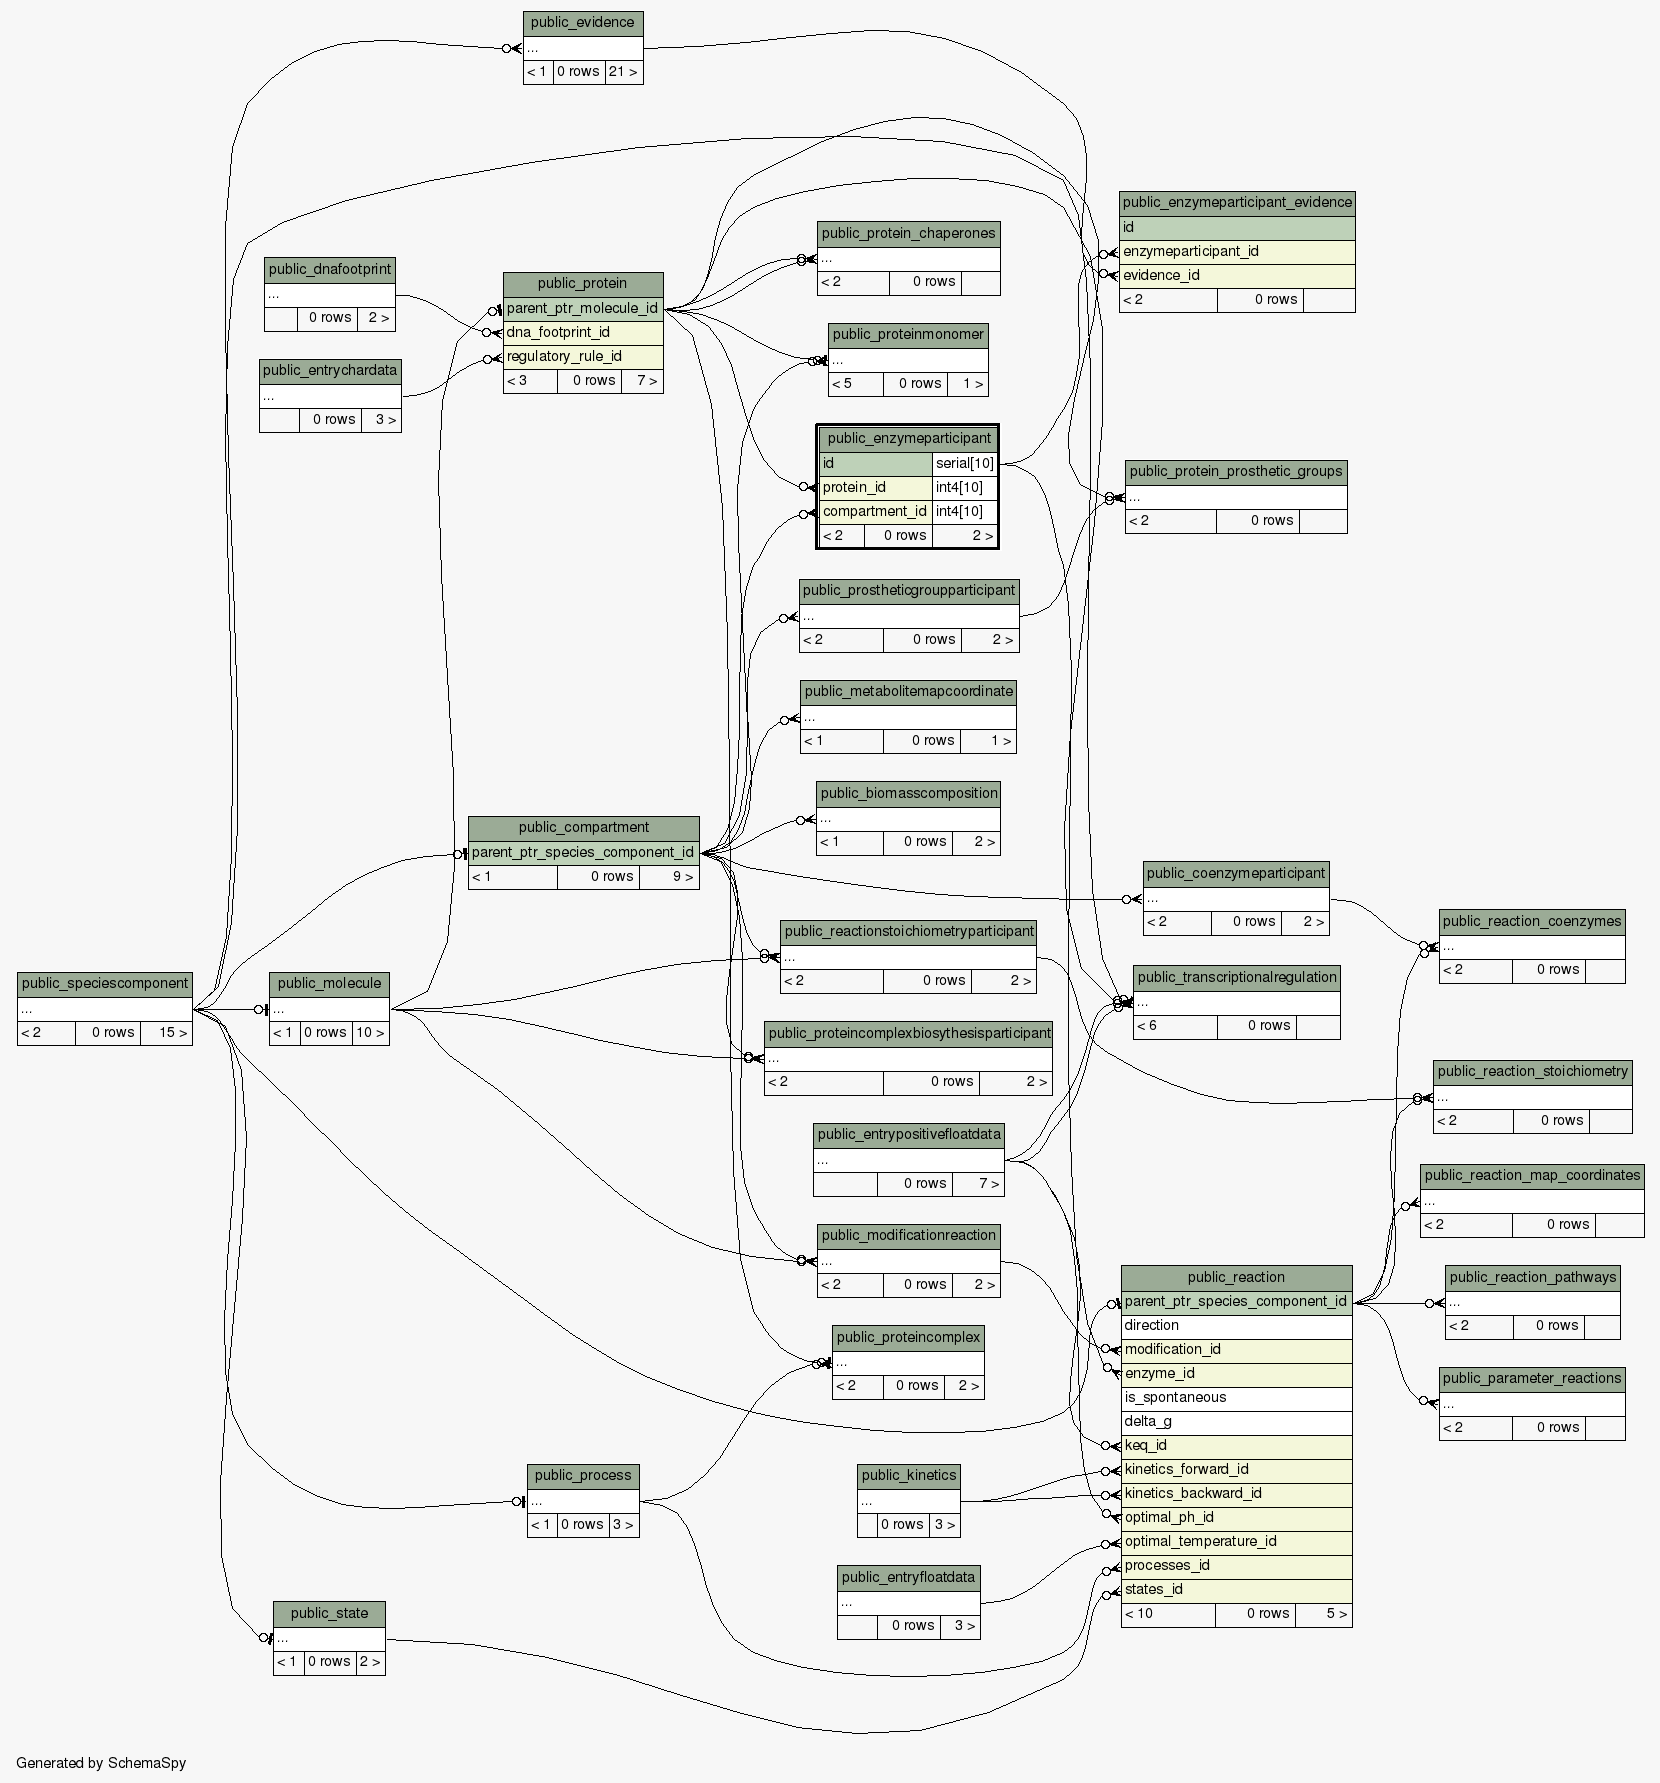 public_evidence
...
< 1 0 rows 21 >
public_enzymeparticipant_evidence
id
enzymeparticipant_id
evidence_id
< 2 0 rows
public_protein_chaperones
...
< 2 0 rows
public_dnafootprint
...
0 rows 2 >
public_protein
parent_ptr_molecule_id
dna_footprint_id
regulatory_rule_id
< 3 0 rows 7 >
public_proteinmonomer
...
< 5 0 rows 1 >
public_entrychardata
...
0 rows 3 >
public_enzymeparticipant
id serial[10]
protein_id int4[10]
compartment_id int4[10]
< 2 0 rows 2 >
public_protein_prosthetic_groups
...
< 2 0 rows
public_prostheticgroupparticipant
...
< 2 0 rows 2 >
public_metabolitemapcoordinate
...
< 1 0 rows 1 >
public_biomasscomposition
...
< 1 0 rows 2 >
public_compartment
parent_ptr_species_component_id
< 1 0 rows 9 >
public_coenzymeparticipant
...
< 2 0 rows 2 >
public_reaction_coenzymes
...
< 2 0 rows
public_reactionstoichiometryparticipant
...
< 2 0 rows 2 >
public_transcriptionalregulation
...
< 6 0 rows
public_speciescomponent
...
< 2 0 rows 15 >
public_molecule
...
< 1 0 rows 10 >
public_proteincomplexbiosythesisparticipant
...
< 2 0 rows 2 >
public_reaction_stoichiometry
...
< 2 0 rows
public_entrypositivefloatdata
...
0 rows 7 >
public_reaction_map_coordinates
...
< 2 0 rows
public_modificationreaction
...
< 2 0 rows 2 >
public_reaction
parent_ptr_species_component_id
direction
modification_id
enzyme_id
is_spontaneous
delta_g
keq_id
kinetics_forward_id
kinetics_backward_id
optimal_ph_id
optimal_temperature_id
processes_id
states_id
< 10 0 rows 5 >
public_reaction_pathways
...
< 2 0 rows
public_proteincomplex
...
< 2 0 rows 2 >
public_parameter_reactions
...
< 2 0 rows
public_process
...
< 1 0 rows 3 >
public_kinetics
...
0 rows 3 >
public_entryfloatdata
...
0 rows 3 >
public_state
...
< 1 0 rows 2 >
Generated by SchemaSpy